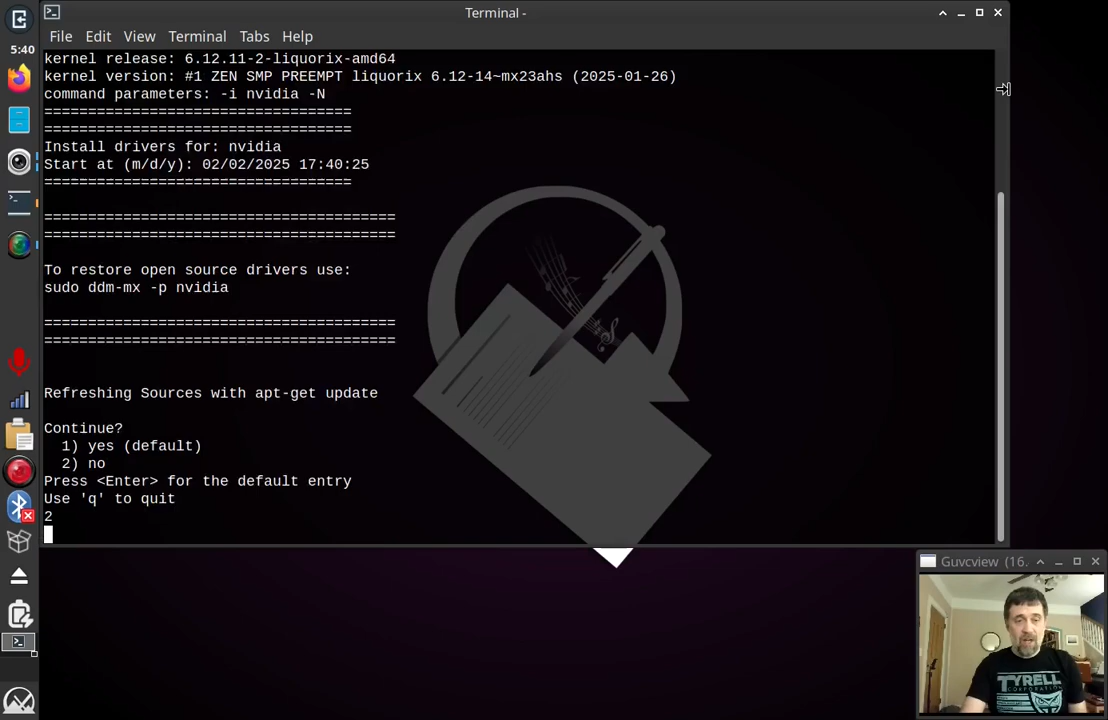 Terminal -
File Edit View Terminal Tabs Help
5:40
kernel release: 6.12.11-2-liquorix-amd64
kernel version: #1 ZEN SMP PREEMPT liquorix 6.12-14~mx23ahs (2025-01-26)
command parameters: -i nvidia -N
===================================
===================================
Install drivers for: nvidia
Start at (m/d/y): 02/02/2025 17:40:25
===================================
========================================
========================================
To restore open source drivers use:
sudo ddm-mx -p nvidia
========================================
========================================
Refreshing Sources with apt-get update
Continue?
1) yes (default)
2) no
Press <Enter> for the default entry
Use 'q' to quit
2
Guvcview (16.
TYRELL
CORPORATION